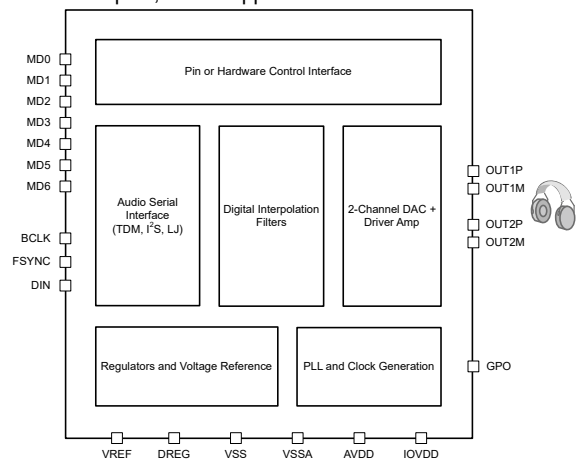 Pin or Hardware Control Interface
MD0
MD1
MD2
MD3
MD4
MD5
MD6
BCLK
FSYNC
DIN
Audio Serial
Interface
(TDM, I²S, LJ)
Digital Interpolation
Filters
2-Channel DAC +
Driver Amp
OUT1P
OUT1M
OUT2P
OUT2M
Regulators and Voltage Reference
PLL and Clock Generation
GPO
VREF
DREG
VSS
VSSA
AVDD
IOVDD